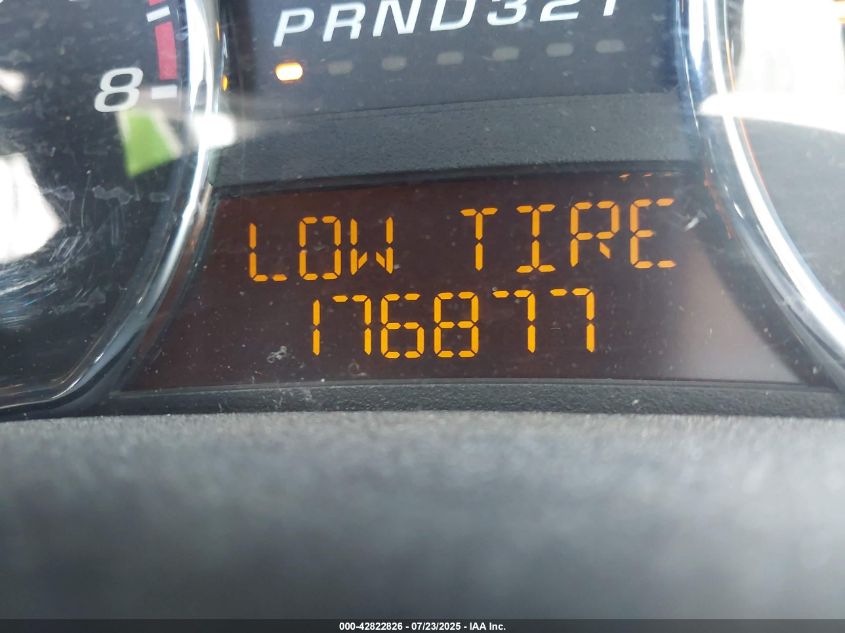 PRND321
8
LOW TIRE
176877
000-42822826 - 07/23/2025 - IAA Inc.